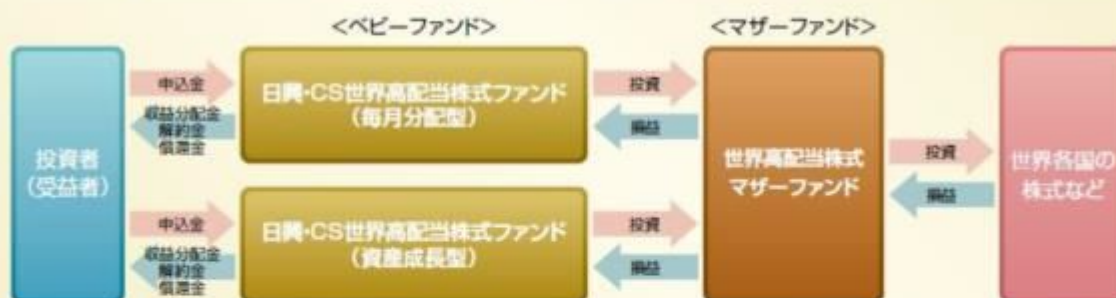 ＜ベビーファンド＞
＜マザーファンド＞
投資者
（受益者）
申込金
収益分配金
解約金
償還金
日興・CS世界高配当株式ファンド
（毎月分配型）
投資
損益
申込金
収益分配金
解約金
償還金
日興・CS世界高配当株式ファンド
（資産成長型）
投資
損益
世界高配当株式
マザーファンド
投資
損益
世界各国の
株式など